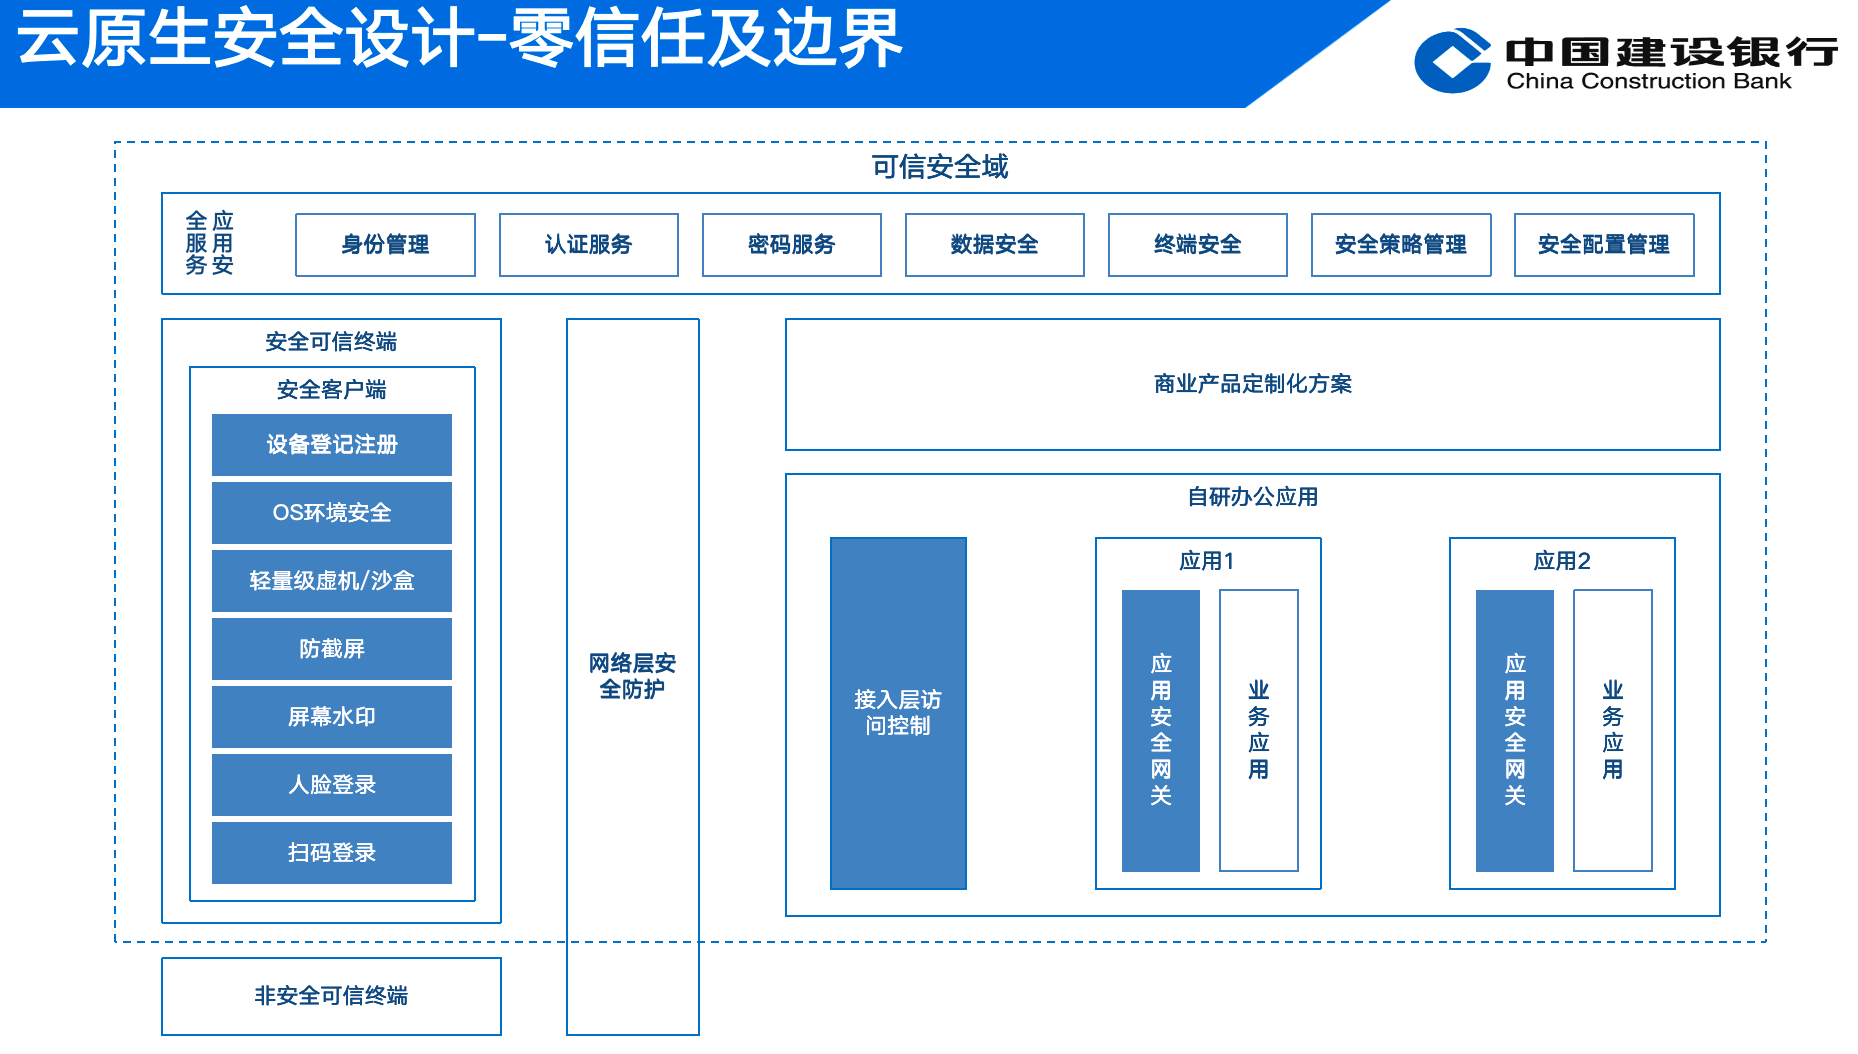 云原生安全设计-零信任及边界
中国建设银行
China Construction Bank
可信安全域
应用安
全服务
身份管理
认证服务
密码服务
数据安全
终端安全
安全策略管理
安全配置管理
安全可信终端
安全客户端
设备登记注册
OS环境安全
轻量级虚机/沙盒
防截屏
屏幕水印
人脸登录
扫码登录
网络层安
全防护
商业产品定制化方案
自研办公应用
接入层访
问控制
应用1
应用安全网关
业务应用
应用2
应用安全网关
业务应用
非安全可信终端